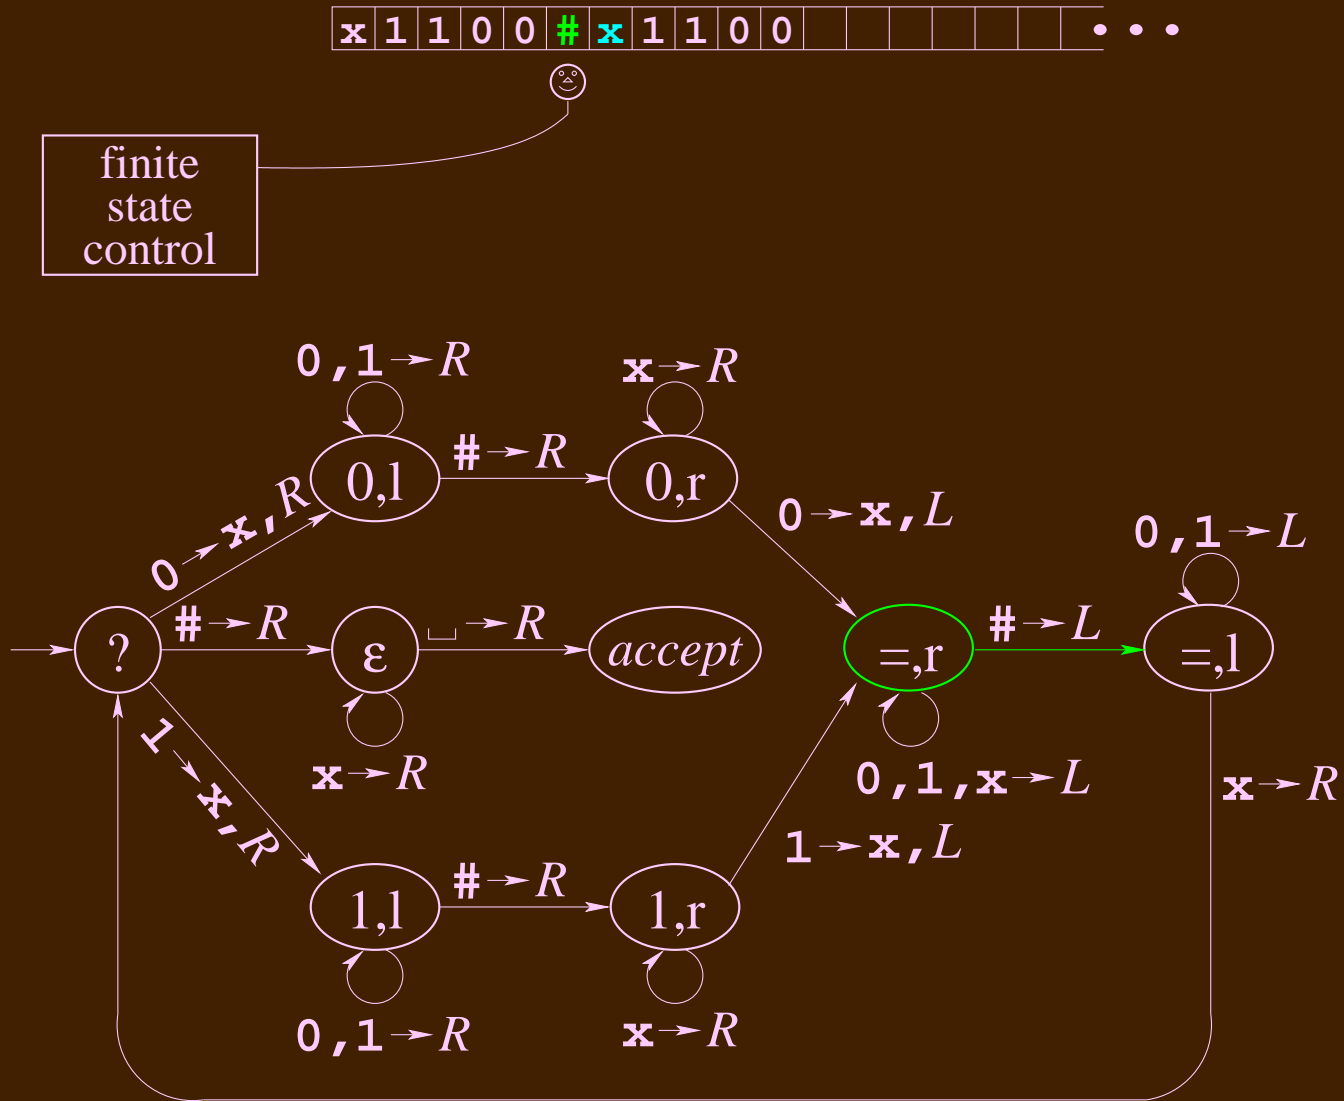 x 1 1 0 0 # x 1 1 0 0 • • •
finite
state
control
0,1→R
x→R
0,l
#→R
0,r
0→x,R
0→x,L
0,1→L
?
#→R
ε
␣→R
accept
=,r
#→L
=,l
x→R
0,1,x→L
x→R
1→x,R
1→x,L
1,l
#→R
1,r
0,1→R
x→R